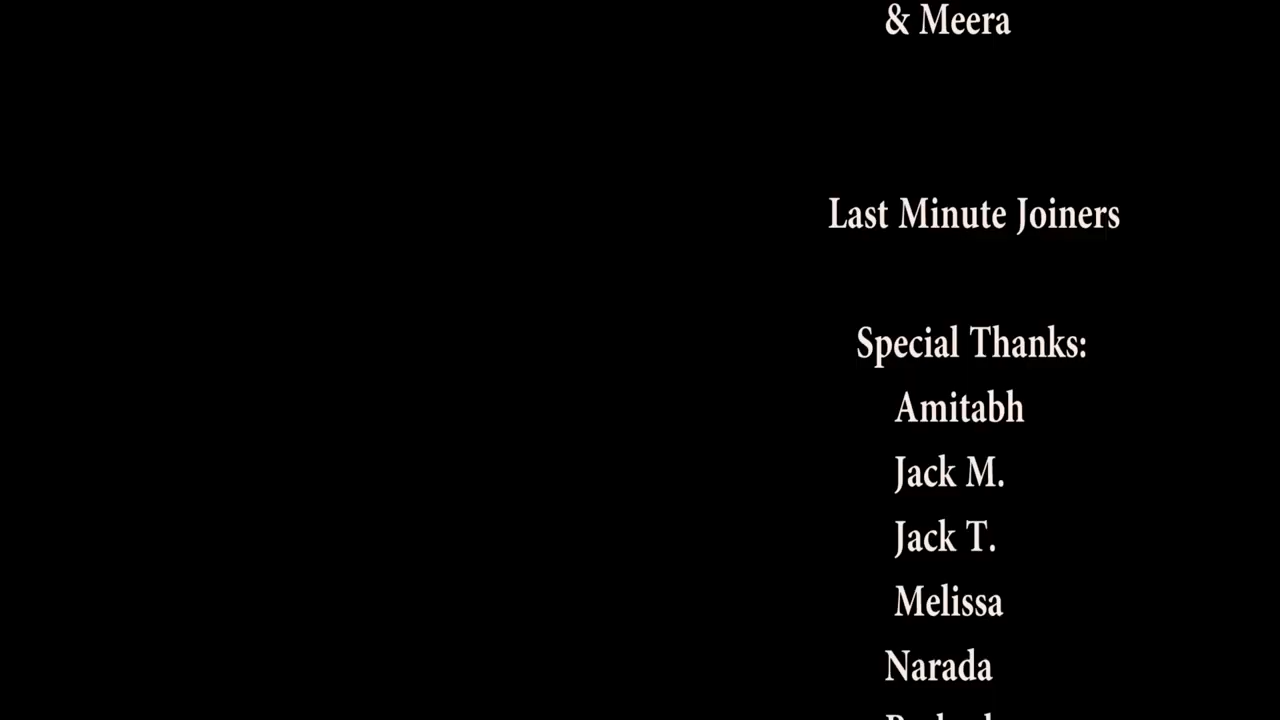 & Meera
Last Minute Joiners
Special Thanks:
Amitabh
Jack M.
Jack T.
Melissa
Narada